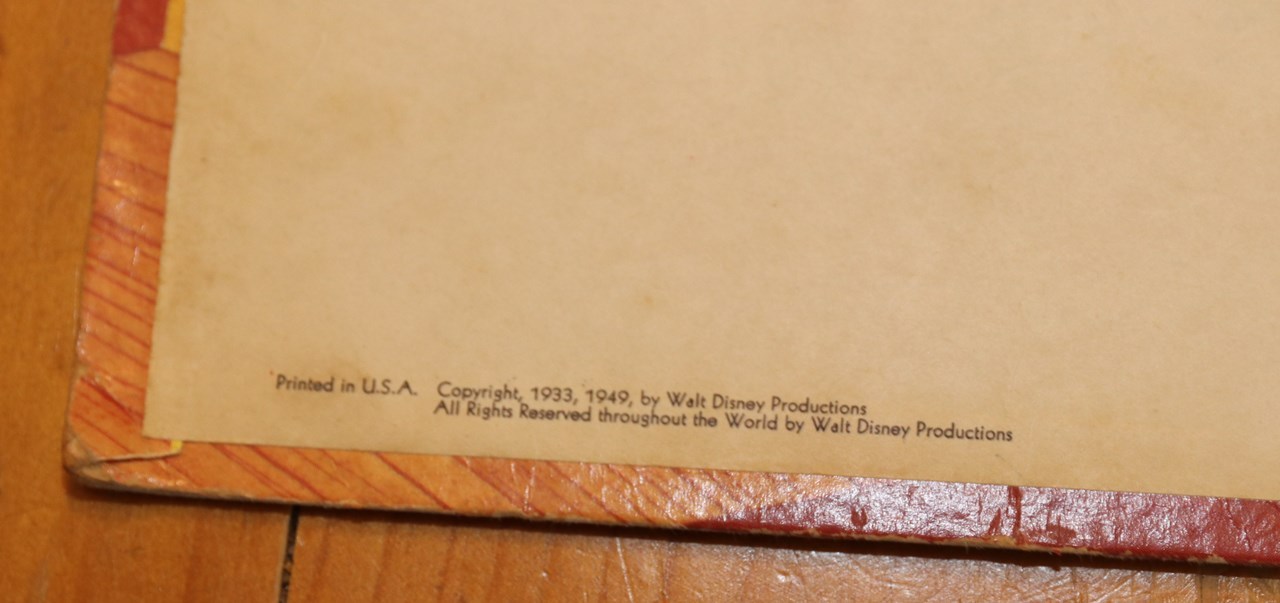 Printed in U.S.A. Copyright, 1933, 1949, by Walt Disney Productions
All Rights Reserved throughout the World by Walt Disney Productions